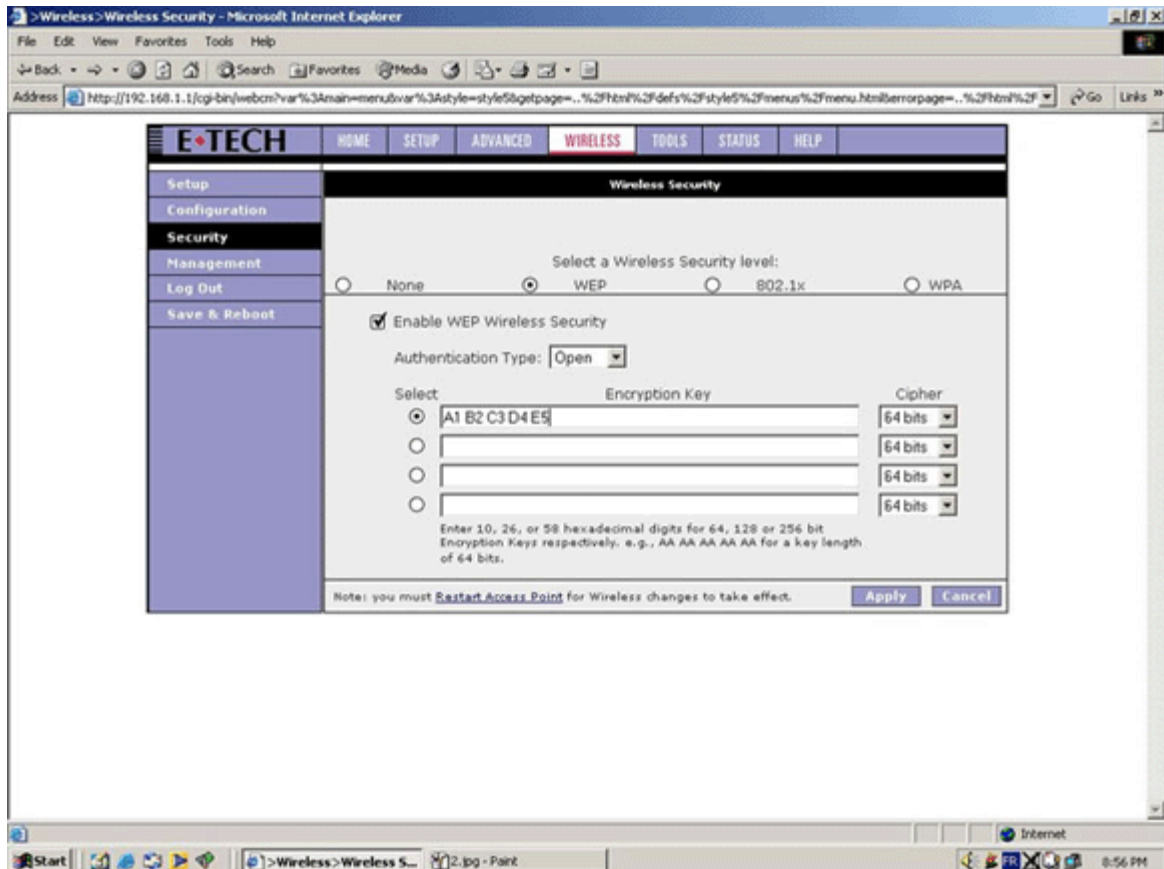 >Wireless>Wireless Security - Microsoft Internet Explorer
File Edit View Favorites Tools Help
Back Search Favorites Media
Address http://192.168.1.1/cgi-bin/webcm?var%3Amain=menu&var%3Astyle=style5&getpage=..%2Fhtml%2Fdefs%2Fstyle5%2Fmenus%2Fmenu.html&errorpage=..%2Fhtml%2F Go Links »
E•TECH HOME SETUP ADVANCED WIRELESS TOOLS STATUS HELP
Setup
Configuration
Security
Management
Log Out
Save & Reboot
Wireless Security
Select a Wireless Security level:
None WEP 802.1x WPA
Enable WEP Wireless Security
Authentication Type: Open
Select Encryption Key Cipher
A1 B2 C3 D4 E5 64 bits
64 bits
64 bits
64 bits
Enter 10, 26, or 58 hexadecimal digits for 64, 128 or 256 bit
Encryption Keys respectively. e.g., AA AA AA AA AA for a key length
of 64 bits.
Note: you must Restart Access Point for Wireless changes to take effect. Apply Cancel
Internet
Start >Wireless>Wireless S... 2.jpg - Paint FR 8:56 PM